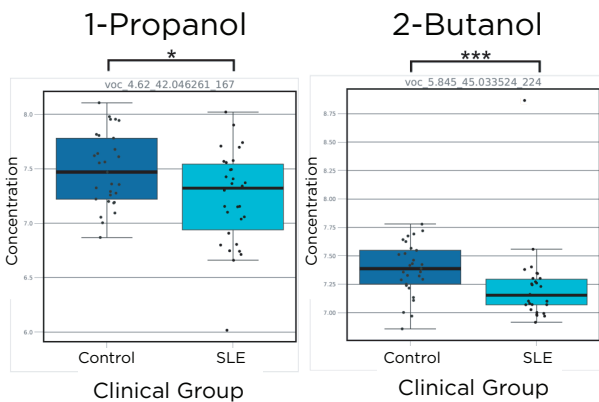 1-Propanol
*
voc_4.62_42.046261_167
Concentration
8.0
7.5
7.0
6.5
6.0
Control SLE
Clinical Group
2-Butanol
***
voc_5.845_45.033524_224
Concentration
8.75
8.50
8.25
8.00
7.75
7.50
7.25
7.00
Control SLE
Clinical Group